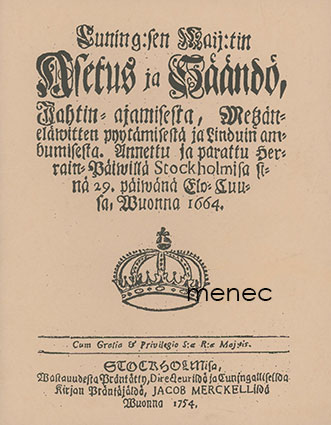 Cuning:sen Maij:tin
Asetus ja Säändö,
Jahtin-ajamisesta, Metzän-
eläwitten pyytämisestä ja Linduin am-
bumisesta. Annettu ja parattu Her-
rain-Päiwillä Stockholmisa si-
nä 29. päiwänä Elo-Cuu-
sa, Wuonna 1664.
menec
Cum Gratia & Privilegio S:æ R:æ Majtis.
STOCKHOLMisa,
Wastauudesta Präntätty, Directeurildä ja Cuningalliselda
Kirjan Präntäjäldä, JACOB MERCKELLildä
Wuonna 1754.